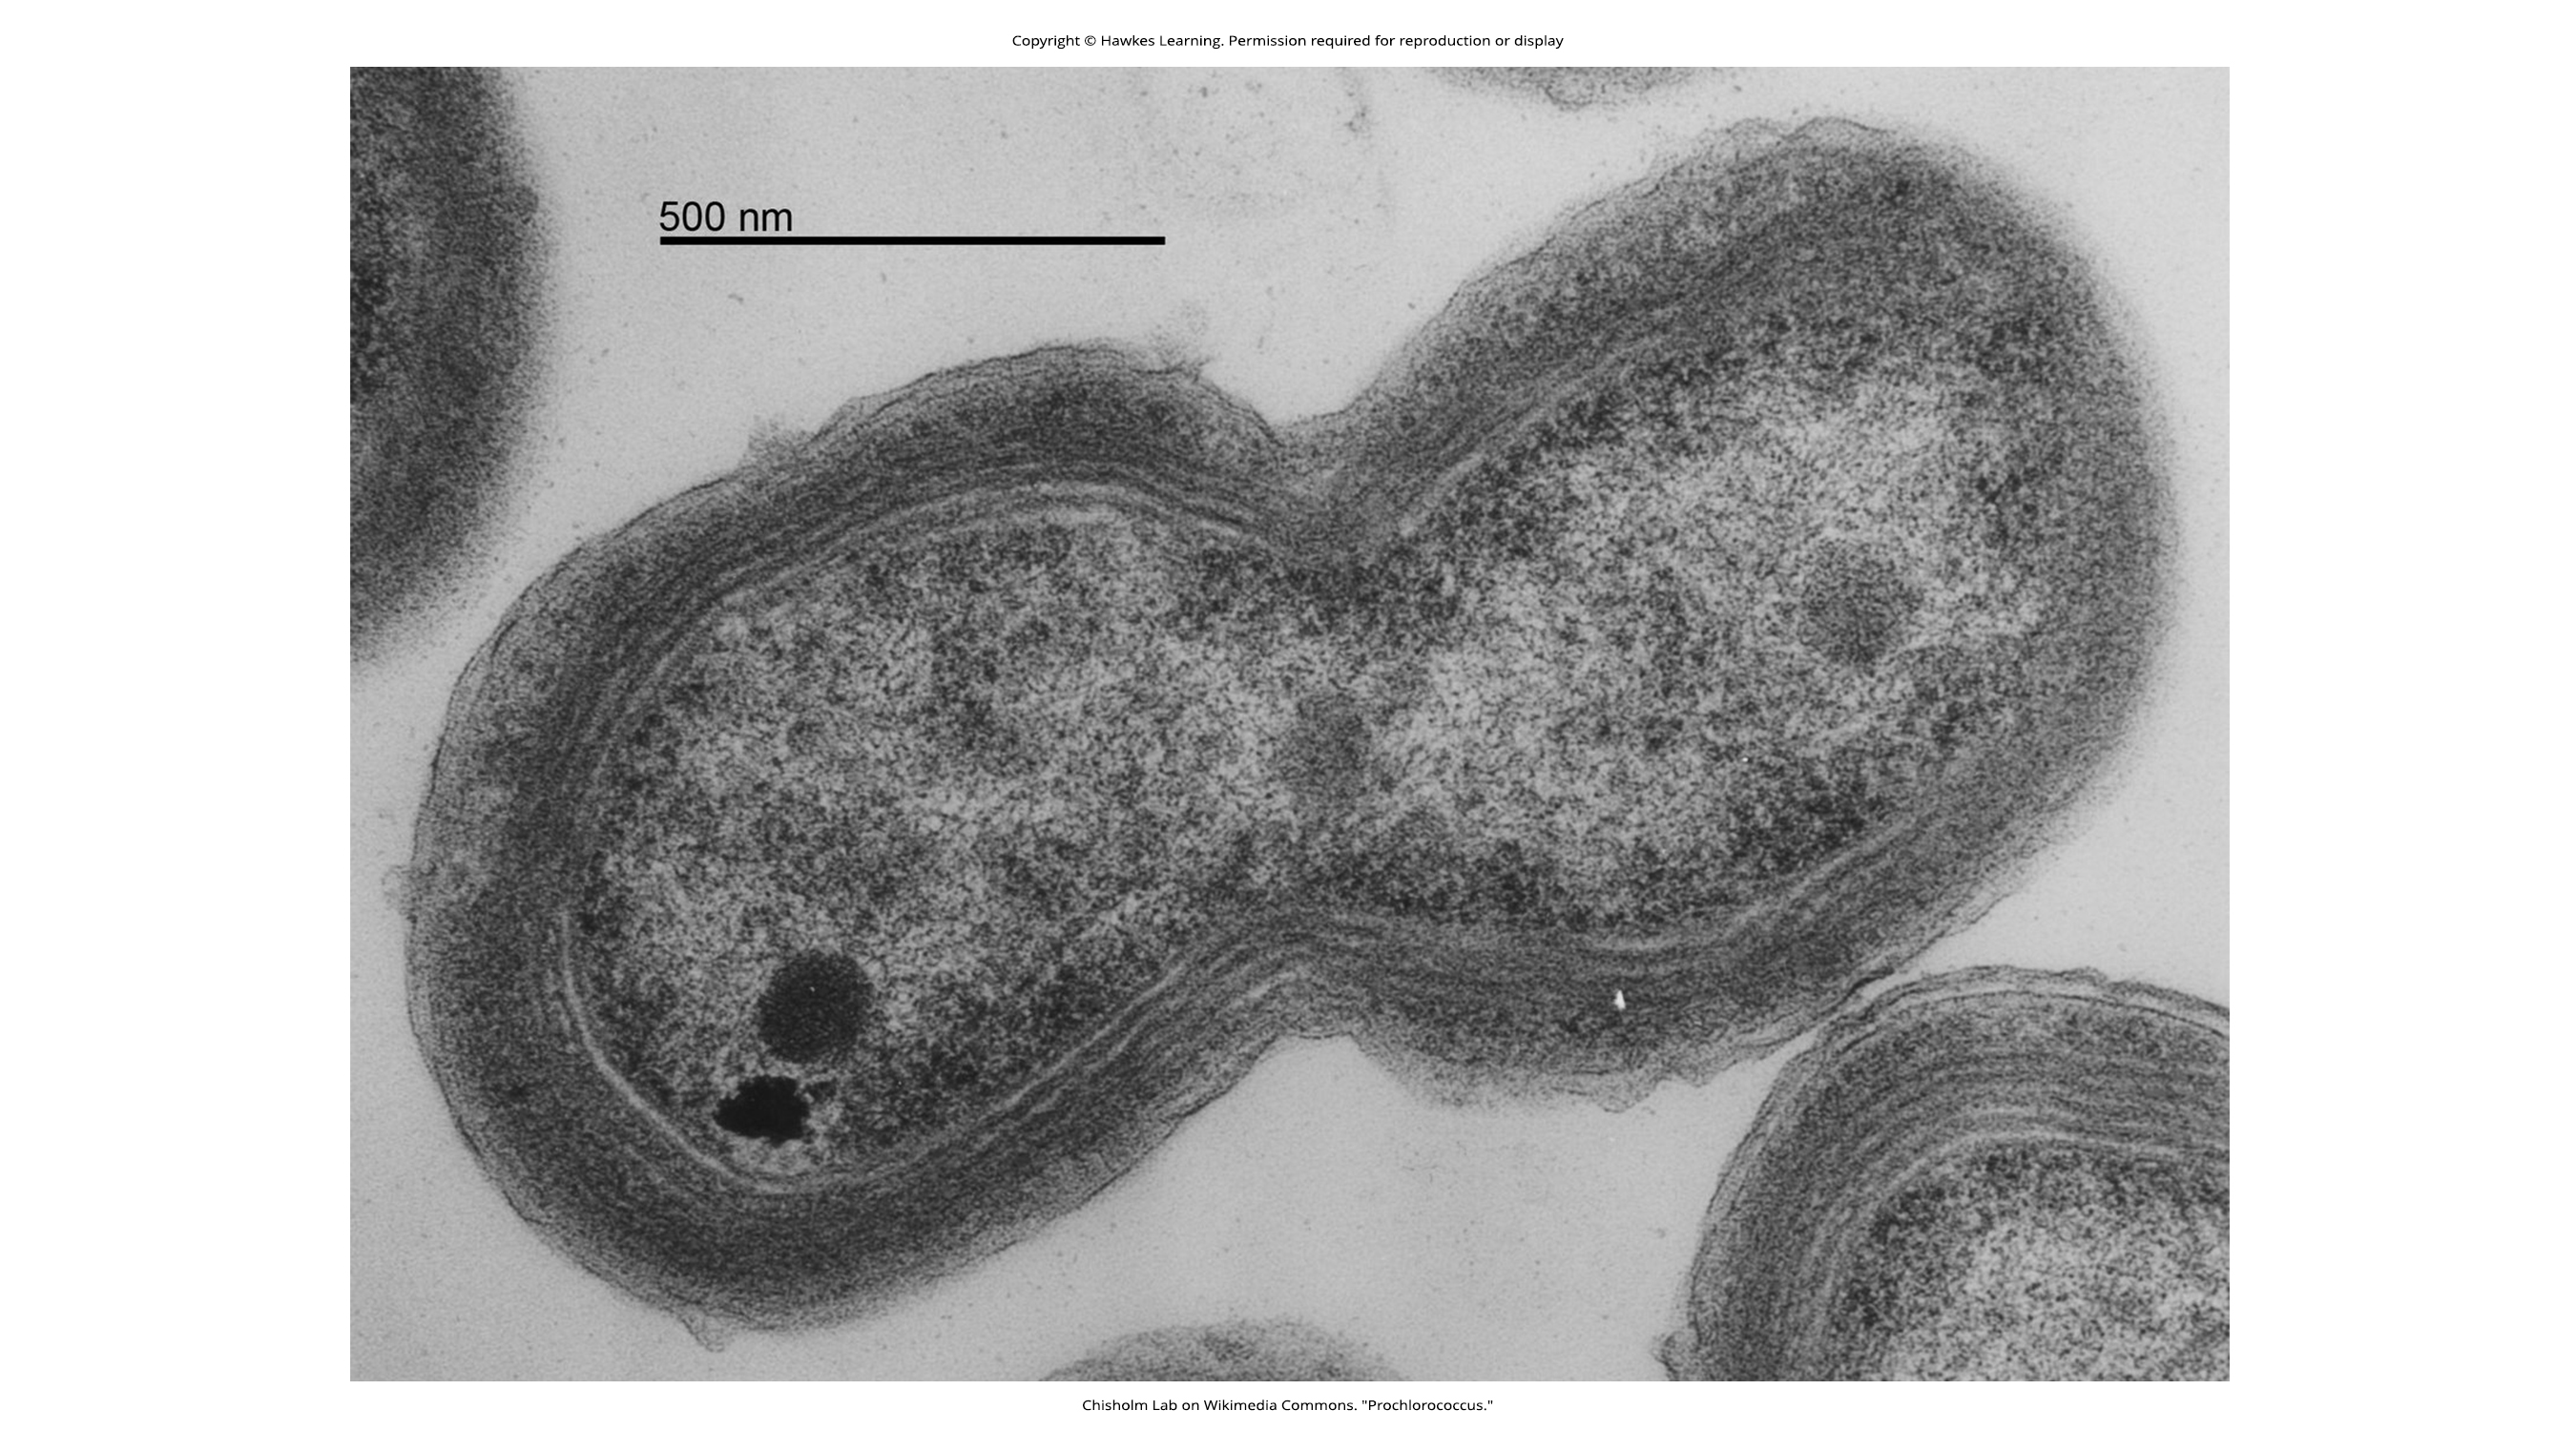 Copyright © Hawkes Learning. Permission required for reproduction or display
500 nm
Chisholm Lab on Wikimedia Commons. "Prochlorococcus."